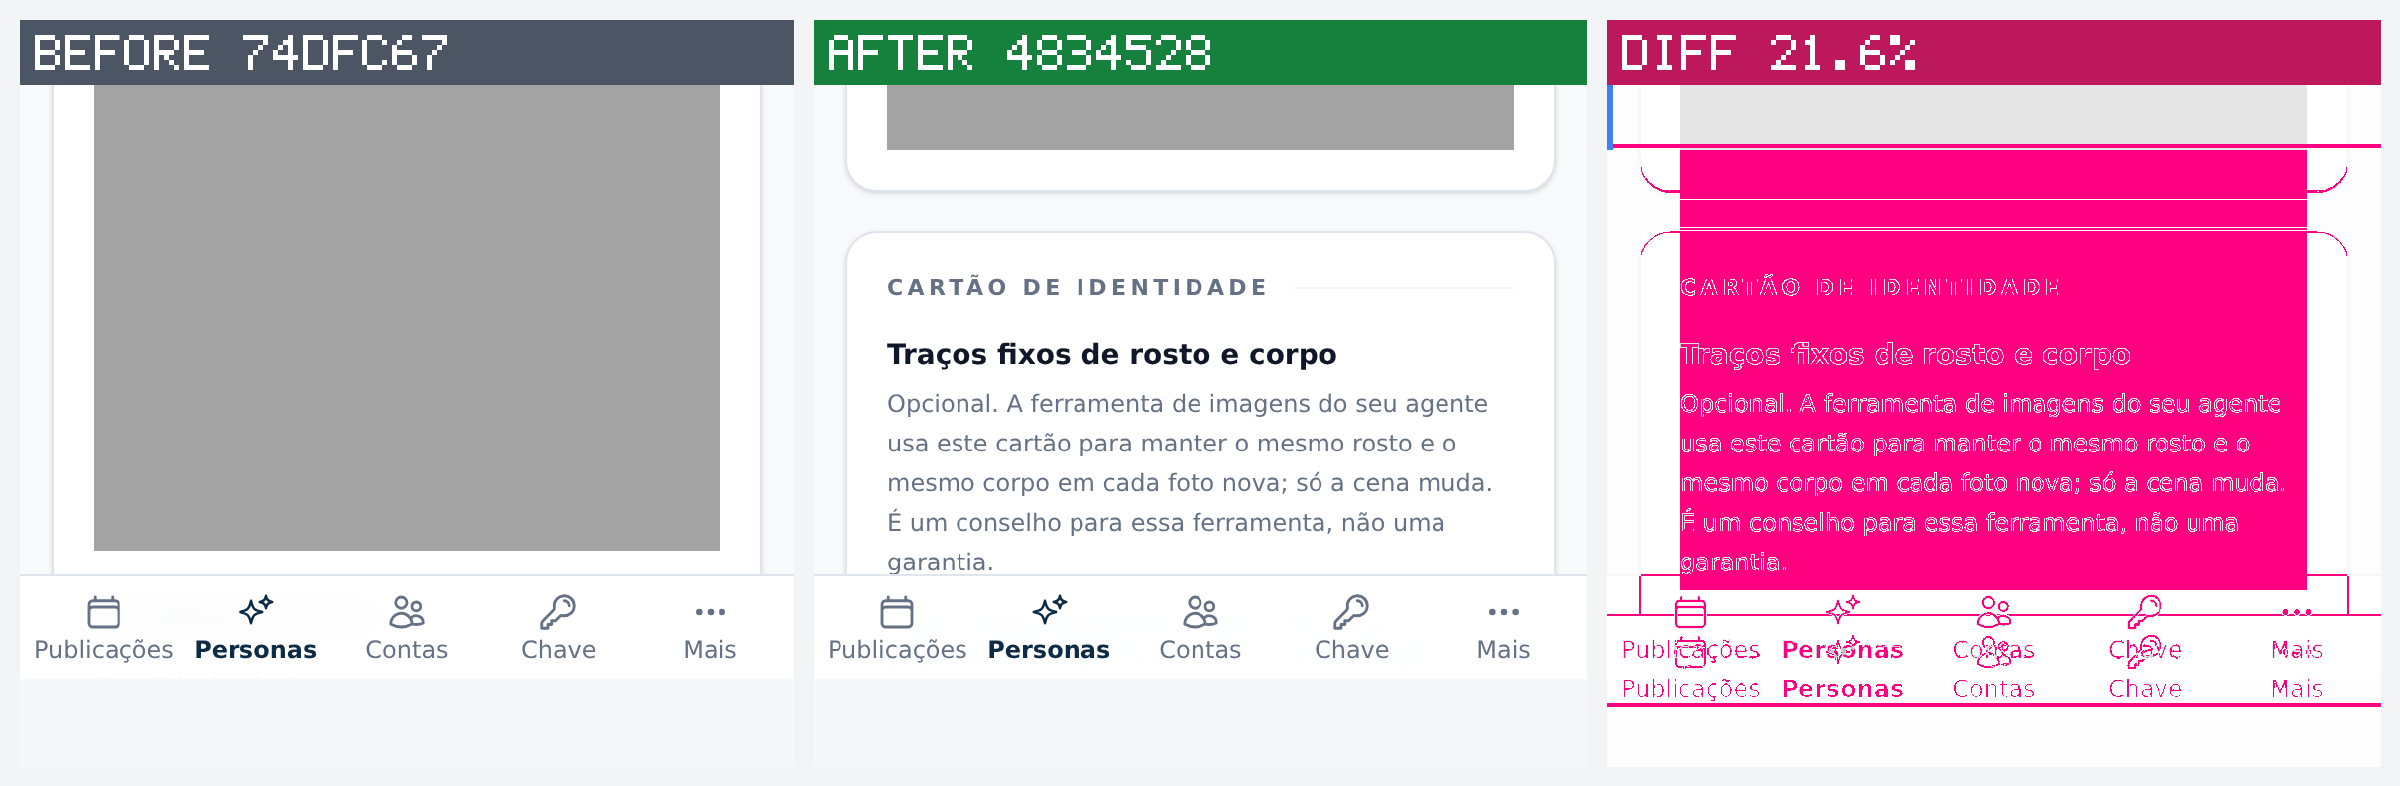 BEFORE 74DFC67
Publicações Personas Contas Chave Mais
AFTER 4834528
CARTÃO DE IDENTIDADE
Traços fixos de rosto e corpo
Opcional. A ferramenta de imagens do seu agente
usa este cartão para manter o mesmo rosto e o
mesmo corpo em cada foto nova; só a cena muda.
É um conselho para essa ferramenta, não uma
garantia.
Publicações Personas Contas Chave Mais
DIFF 21.6%
CARTÃO DE IDENTIDADE
Traços fixos de rosto e corpo
Opcional. A ferramenta de imagens do seu agente
usa este cartão para manter o mesmo rosto e o
mesmo corpo em cada foto nova; só a cena muda.
É um conselho para essa ferramenta, não uma
garantia.
Publicações Personas Contas Chave Mais
Publicações Personas Contas Chave Mais